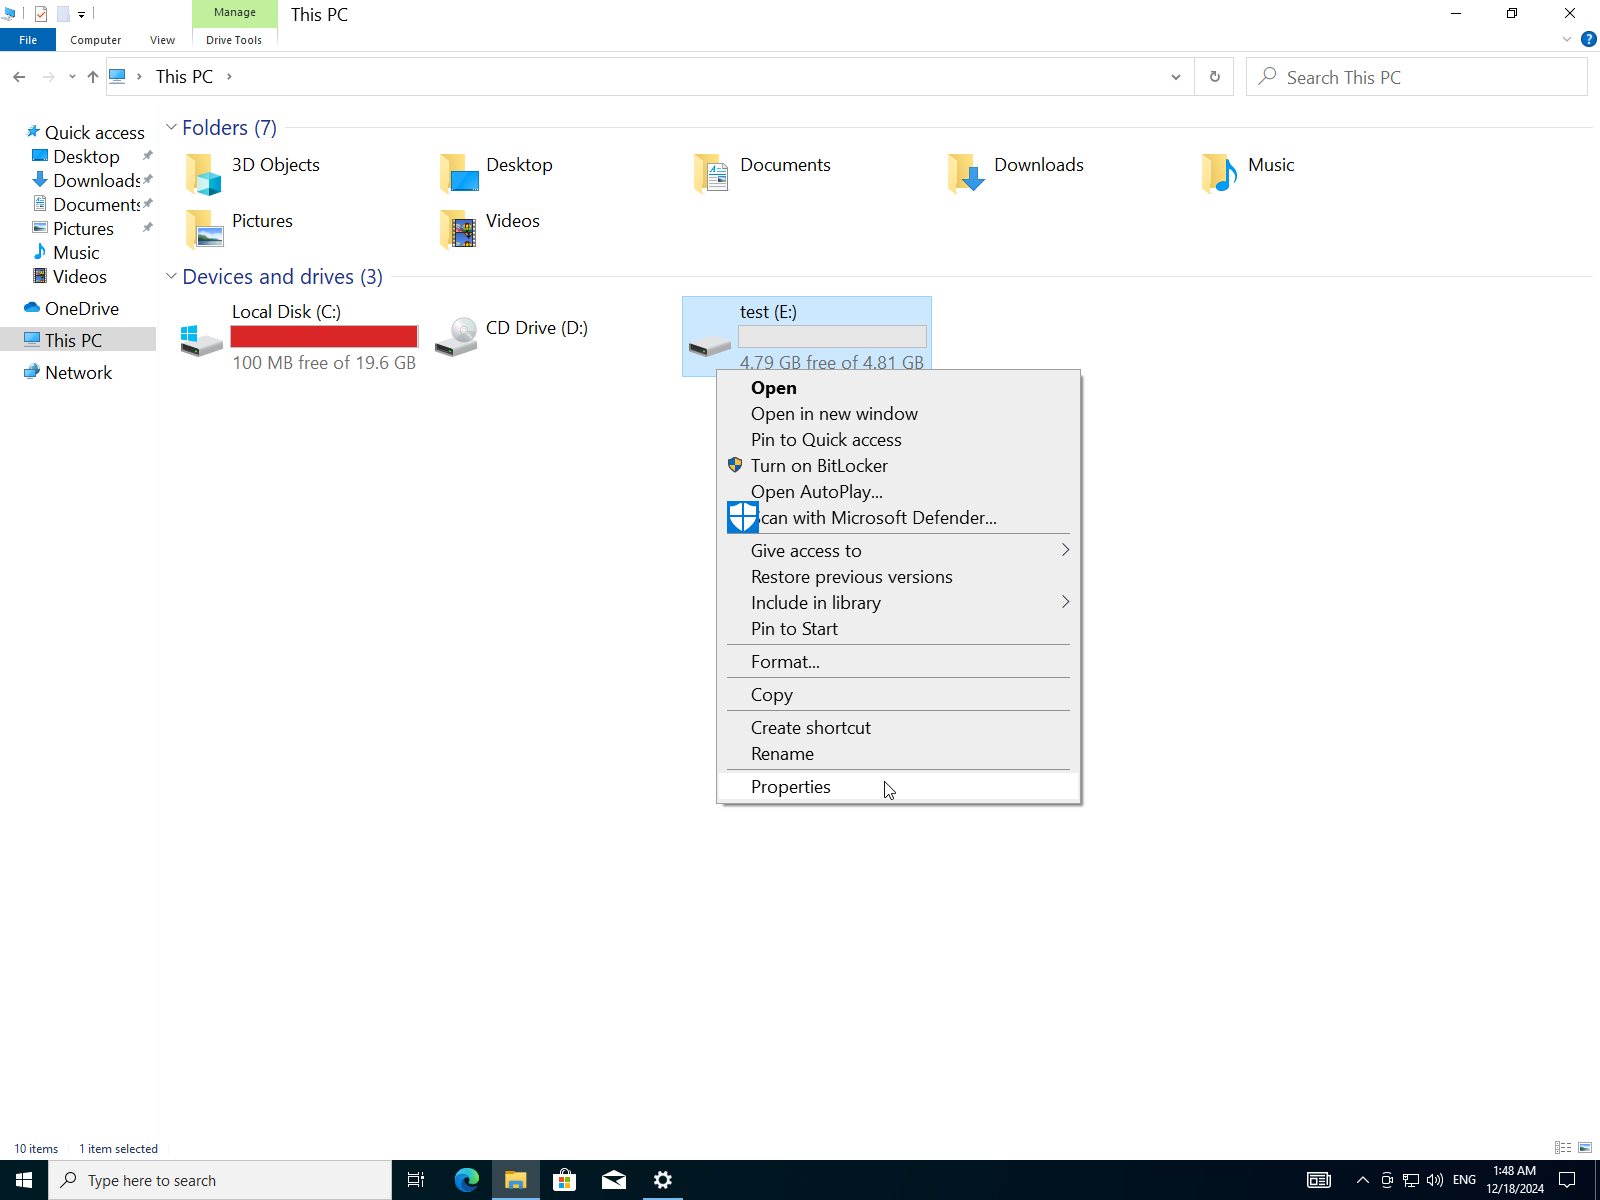 Manage
This PC
File
Computer
View
Drive Tools
This PC
Search This PC
Quick access
Desktop
Downloads
Documents
Pictures
Music
Videos
OneDrive
This PC
Network
Folders (7)
3D Objects
Desktop
Documents
Downloads
Music
Pictures
Videos
Devices and drives (3)
Local Disk (C:)
100 MB free of 19.6 GB
CD Drive (D:)
test (E:)
4.79 GB free of 4.81 GB
Open
Open in new window
Pin to Quick access
Turn on BitLocker
Open AutoPlay...
Scan with Microsoft Defender...
Give access to
Restore previous versions
Include in library
Pin to Start
Format...
Copy
Create shortcut
Rename
Properties
10 items
1 item selected
Type here to search
ENG
1:48 AM
12/18/2024